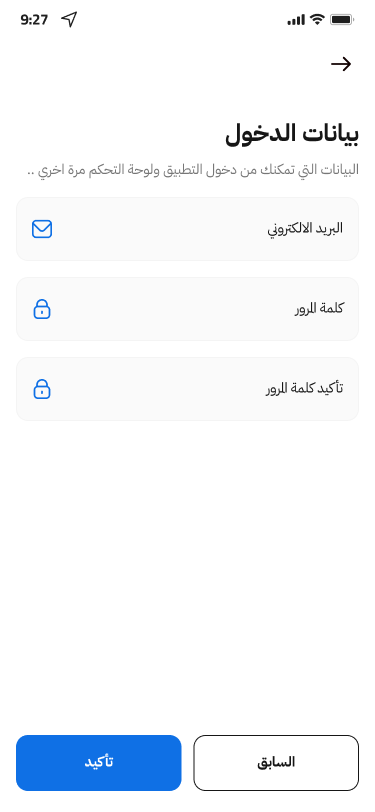 9:27
بيانات الدخول
البيانات التي تمكنك من دخول التطبيق ولوحة التحكم مرة اخري ..
البريد الالكتروني
كلمة المرور
تأكيد كلمة المرور
السابق
تأكيد